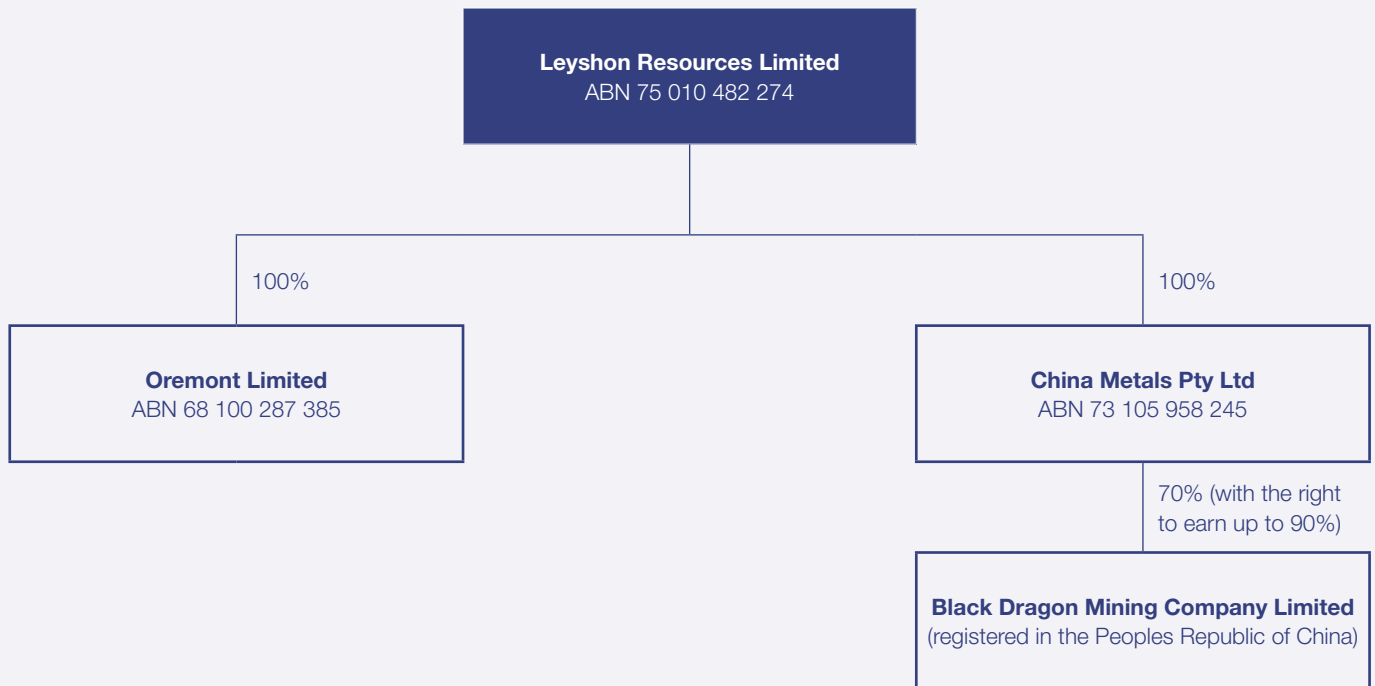 Leyshon Resources Limited
ABN 75 010 482 274
100%
100%
Oremont Limited
ABN 68 100 287 385
China Metals Pty Ltd
ABN 73 105 958 245
70% (with the right
to earn up to 90%)
Black Dragon Mining Company Limited
(registered in the Peoples Republic of China)